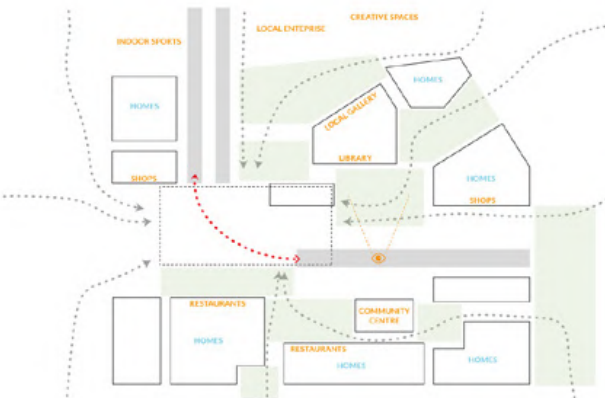 CREATIVE SPACES
LOCAL ENTEPRISE
INDOOR SPORTS
HOMES
HOMES
LOCAL GALLERY
LIBRARY
SHOPS
HOMES
SHOPS
RESTAURANTS
COMMUNITY
CENTRE
HOMES
RESTAURANTS
HOMES
HOMES